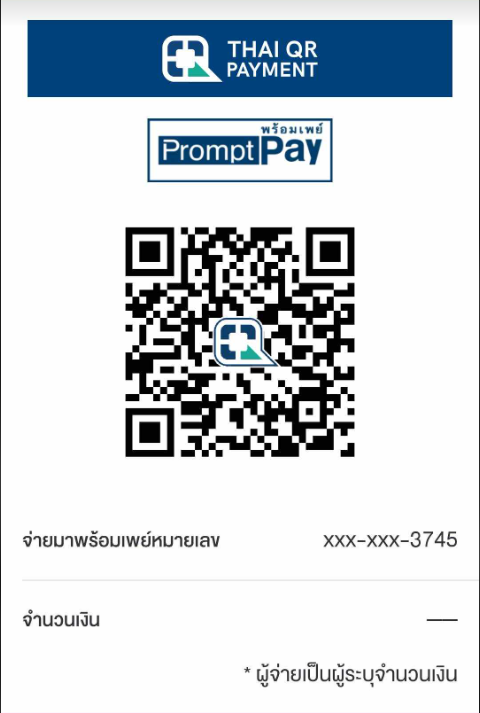 THAI QR
PAYMENT
พร้อมเพย์
PromptPay
จ่ายมาพร้อมเพย์หมายเลข xxx-xxx-3745
จำนวนเงิน —–
* ผู้จ่ายเป็นผู้ระบุจำนวนเงิน